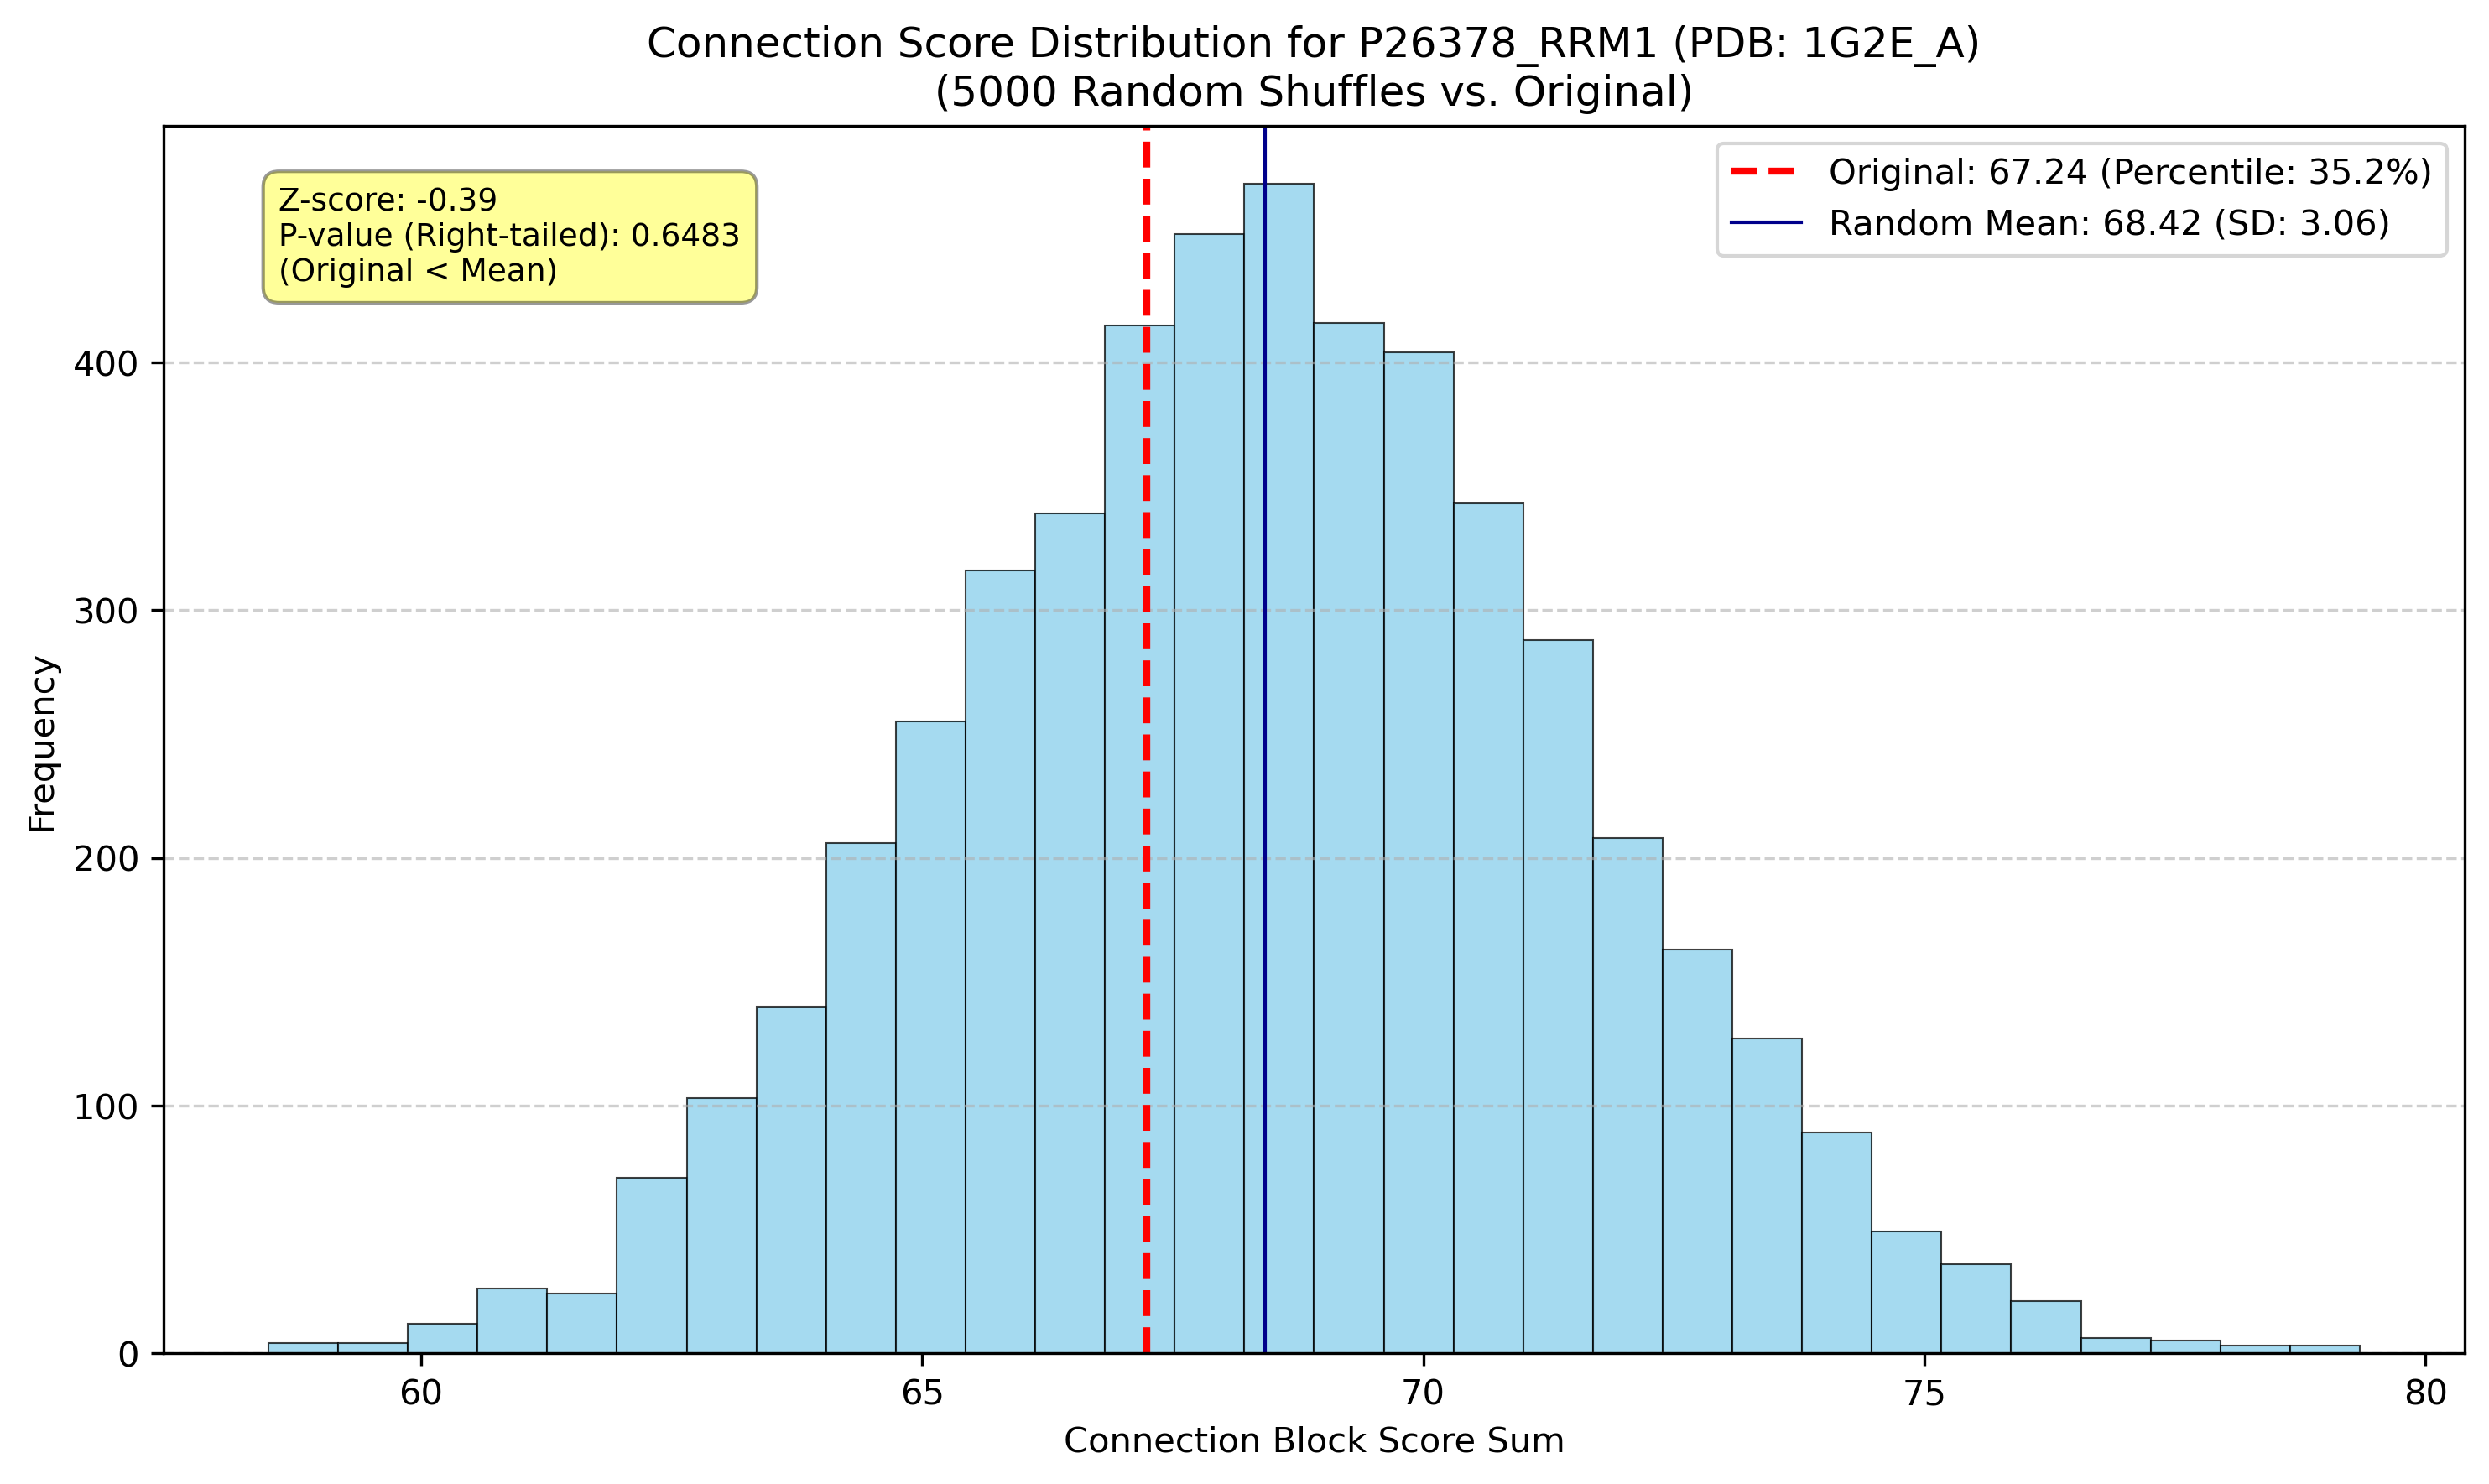 Connection Score Distribution for P26378_RRM1 (PDB: 1G2E_A)
(5000 Random Shuffles vs. Original)
Z-score: -0.39
P-value (Right-tailed): 0.6483
(Original < Mean)
Original: 67.24 (Percentile: 35.2%)
Random Mean: 68.42 (SD: 3.06)
Frequency
400
300
200
100
0
60
65
70
75
80
Connection Block Score Sum